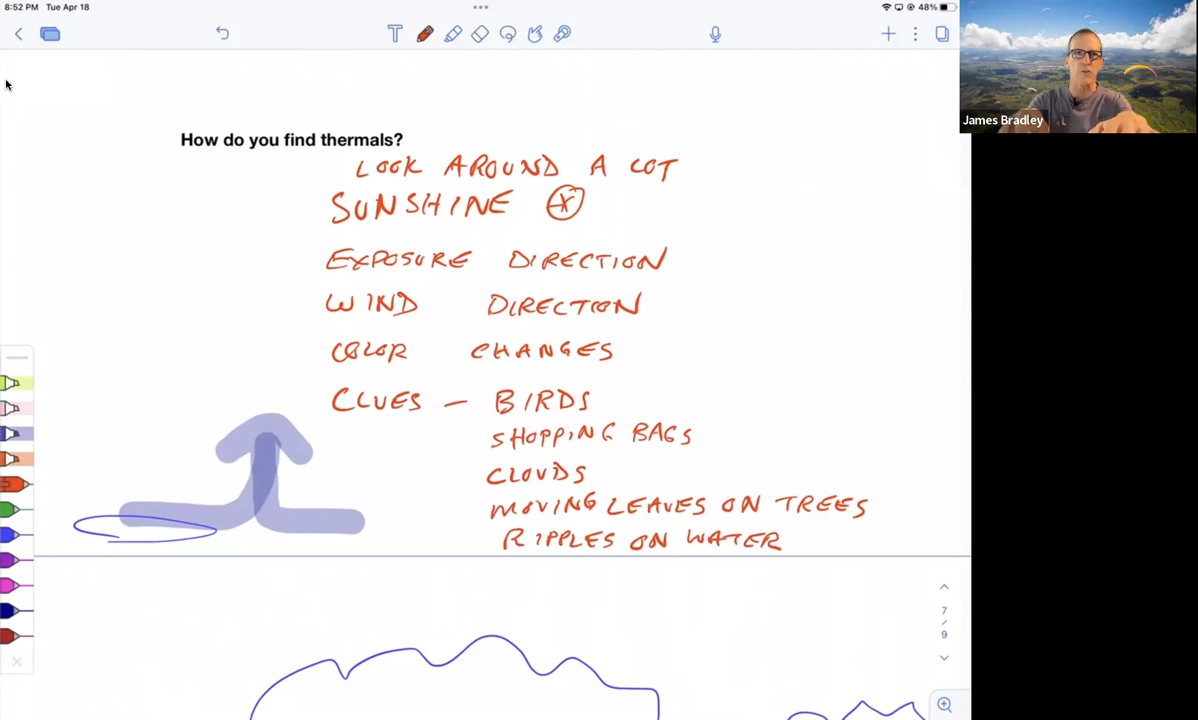 8:52 PM Tue Apr 18
48%
James Bradley
How do you find thermals?
LOOK AROUND A LOT
SUNSHINE
EXPOSURE DIRECTION
WIND DIRECTION
COLOR CHANGES
CLUES – BIRDS
SHOPPING BAGS
CLOUDS
MOVING LEAVES ON TREES
RIPPLES ON WATER
7
/
9